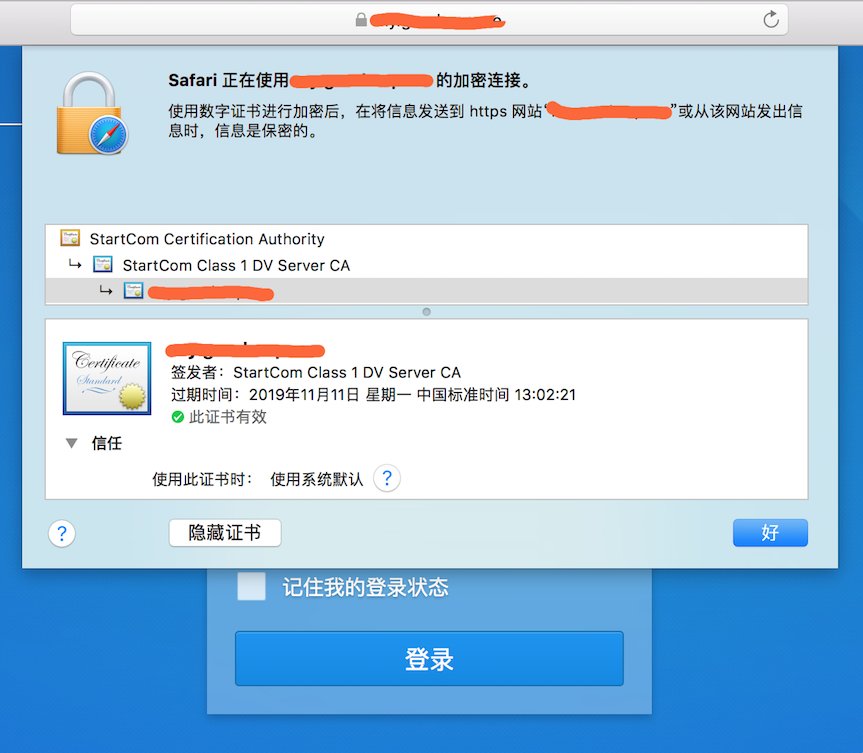 Safari 正在使用 的加密连接。
使用数字证书进行加密后，在将信息发送到 https 网站“ ”或从该网站发出信
息时，信息是保密的。
StartCom Certification Authority
StartCom Class 1 DV Server CA
Certificate
Standard
签发者：StartCom Class 1 DV Server CA
过期时间：2019年11月11日 星期一 中国标准时间 13:02:21
此证书有效
信任
使用此证书时： 使用系统默认 ?
? 隐藏证书 好
记住我的登录状态
登录